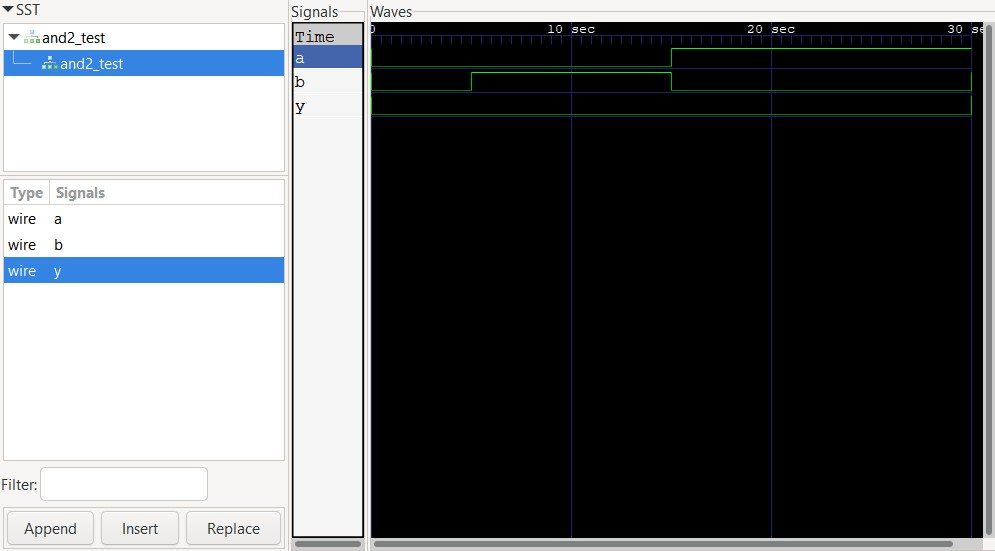 SST
and2_test
and2_test
Type Signals
wire a
wire b
wire y
Filter:
Append Insert Replace
Signals
Time
a
b
y
Waves
0 10 sec 20 sec 30 se